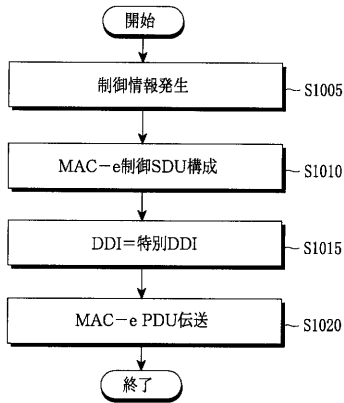 開始
制御情報発生
S1005
MAC-e制御SDU構成
S1010
DDI=特別DDI
S1015
MAC-e PDU伝送
S1020
終了